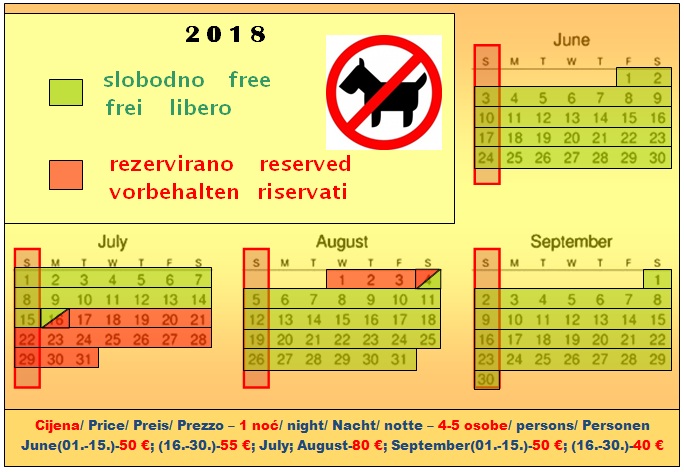 2018
slobodno free
frei libero
rezervirano reserved
vorbehalten riservati
June
S M T W T F S
1 2
3 4 5 6 7 8 9
10 11 12 13 14 15 16
17 18 19 20 21 22 23
24 25 26 27 28 29 30
July
S M T W T F S
1 2 3 4 5 6 7
8 9 10 11 12 13 14
15 16 17 18 19 20 21
22 23 24 25 26 27 28
29 30 31
August
S M T W T F S
1 2 3 4
5 6 7 8 9 10 11
12 13 14 15 16 17 18
19 20 21 22 23 24 25
26 27 28 29 30 31
September
S M T W T F S
1
2 3 4 5 6 7 8
9 10 11 12 13 14 15
16 17 18 19 20 21 22
23 24 25 26 27 28 29
30
Cijena/ Price/ Preis/ Prezzo – 1 noć/ night/ Nacht/ notte – 4-5 osobe/ persons/ Personen
June(01.-15.)-50 €; (16.-30.)-55 €; July; August-80 €; September(01.-15.)-50 €; (16.-30.)-40 €